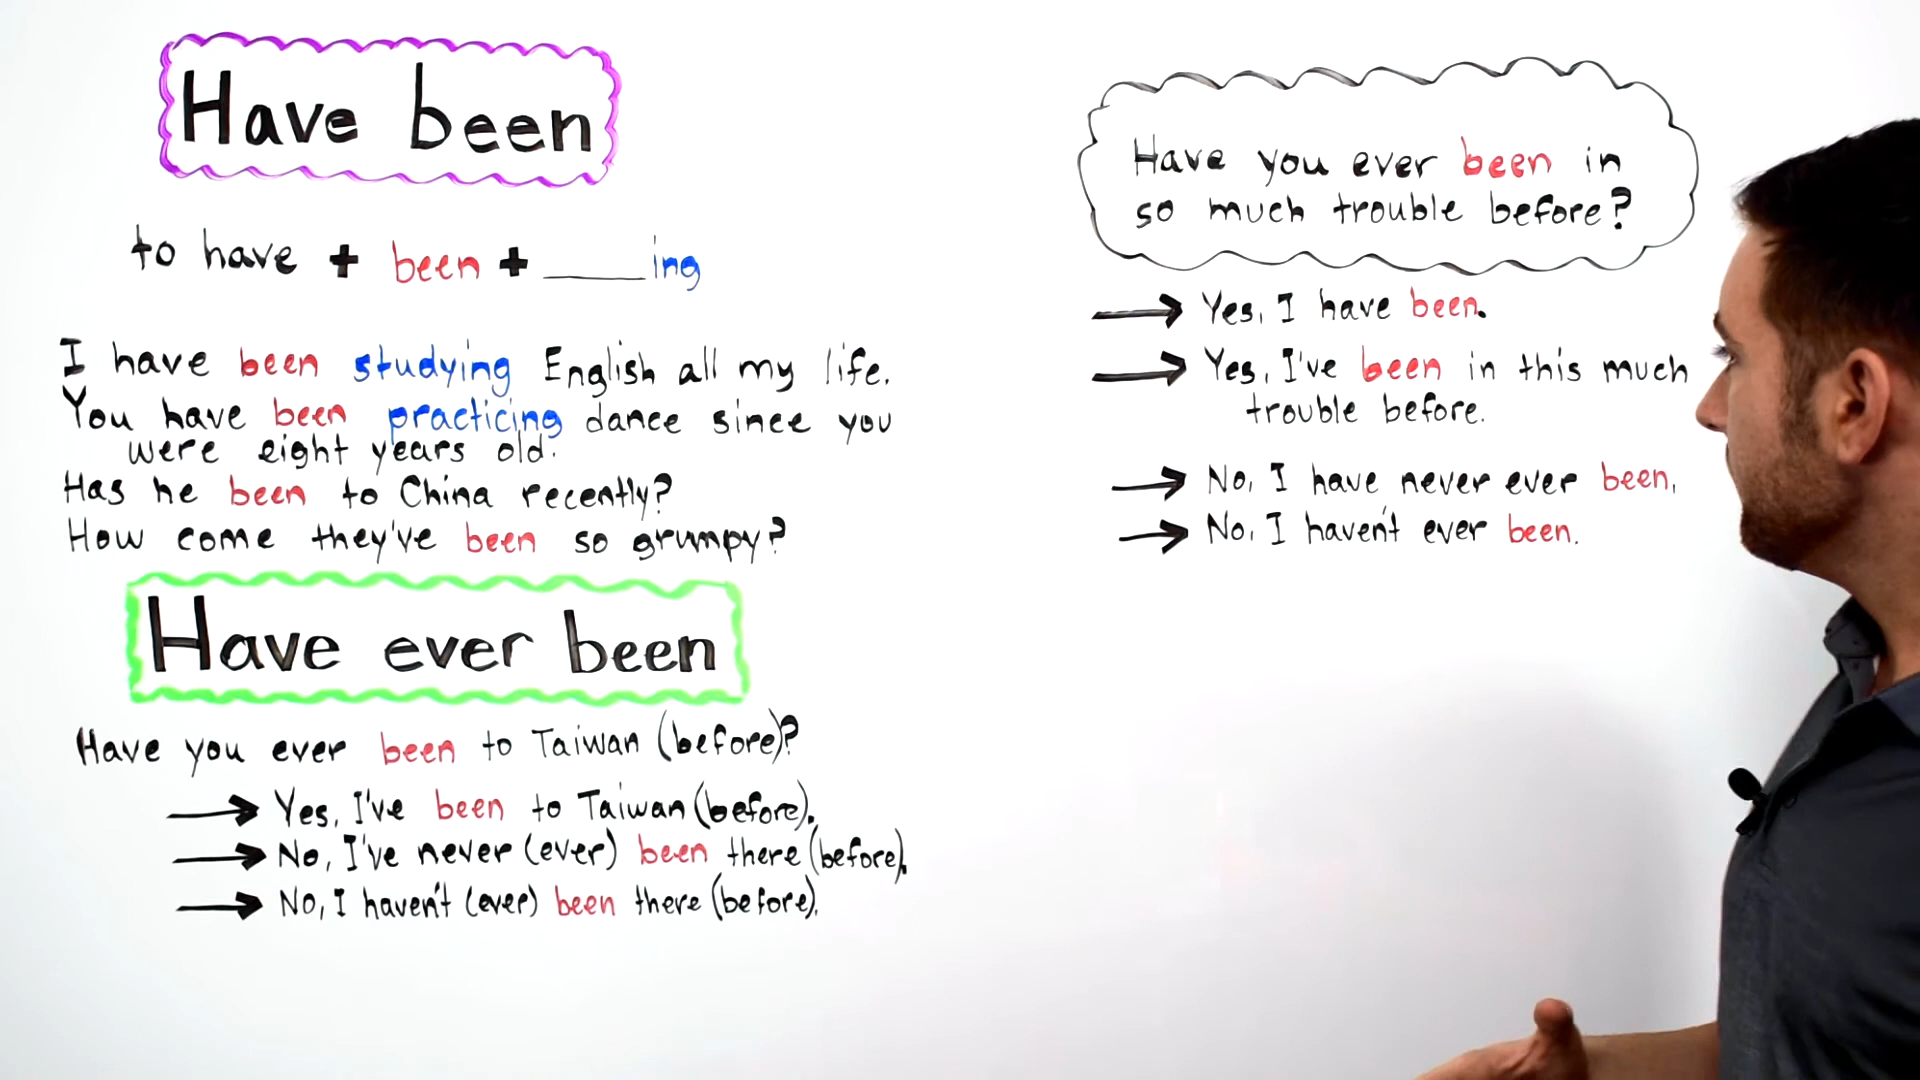 Have been
to have + been + ____ing
I have been studying English all my life.
You have been practicing dance since you
were eight years old.
Has he been to China recently?
How come they've been so grumpy?
Have ever been
Have you ever been to Taiwan (before)?
→ Yes, I've been to Taiwan (before).
→ No, I've never (ever) been there (before).
→ No, I haven't (ever) been there (before).
Have you ever been in
so much trouble before?
→ Yes, I have been.
→ Yes, I've been in this much
trouble before.
→ No, I have never ever been.
→ No, I haven't ever been.